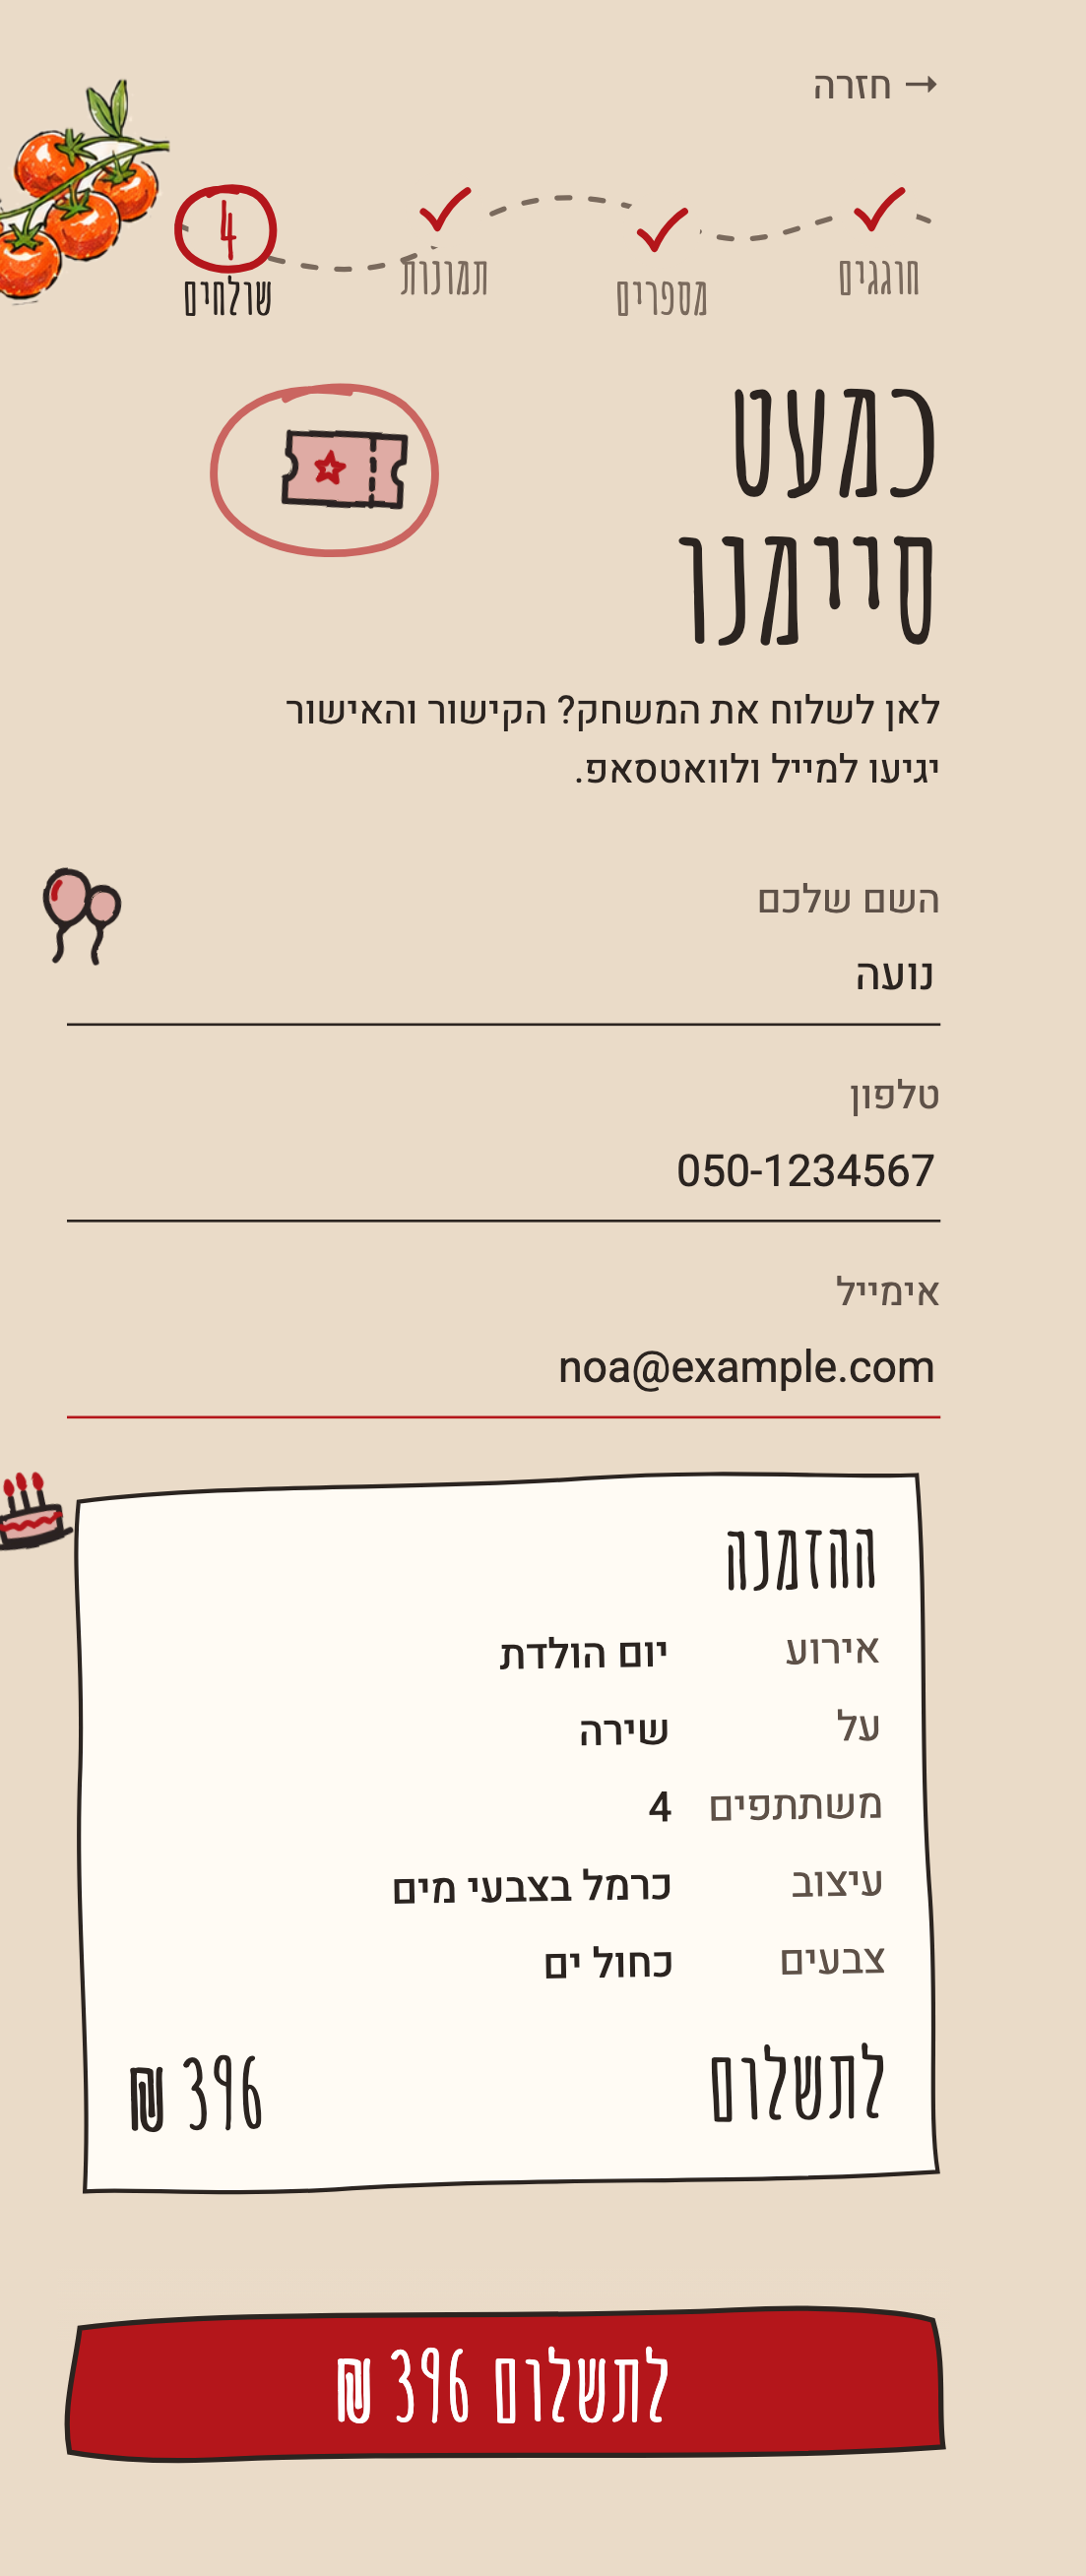 → חזרה
חוגגים
מספרים
תמונות
4
שולחים
כמעט
סיימנו
לאן לשלוח את המשחק? הקישור והאישור
יגיעו למייל ולוואטסאפ.
השם שלכם
נועה
טלפון
050-1234567
אימייל
noa@example.com
ההזמנה
אירוע יום הולדת
על שירה
משתתפים 4
עיצוב כרמל בצבעי מים
צבעים כחול ים
לתשלום 396 ₪
לתשלום 396 ₪